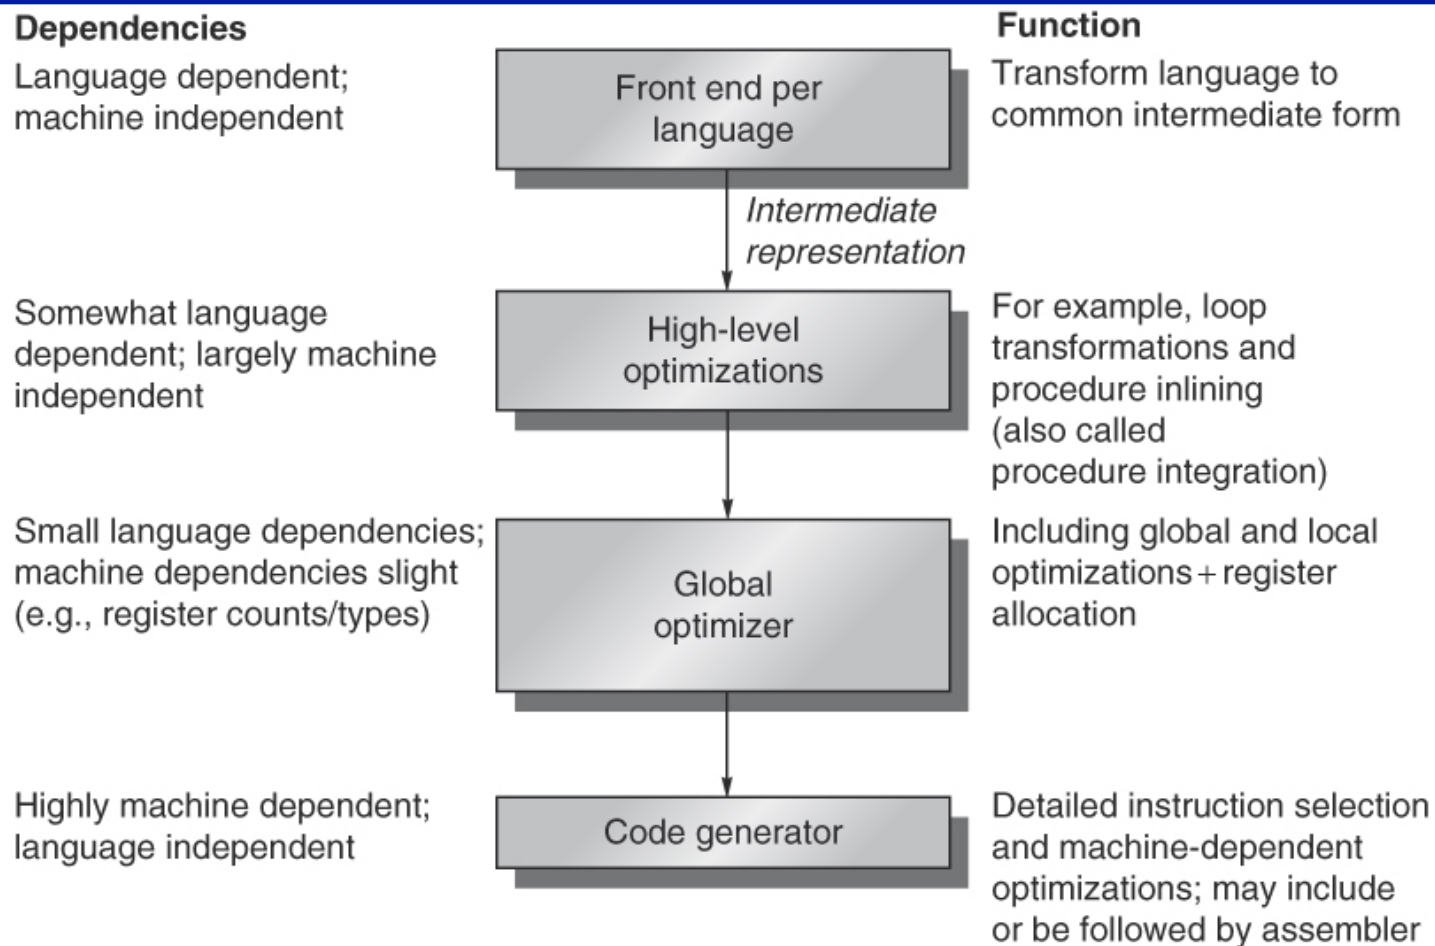 Dependencies
Function
Language dependent;
machine independent
Front end per
language
Transform language to
common intermediate form
Intermediate
representation
Somewhat language
dependent; largely machine
independent
High-level
optimizations
For example, loop
transformations and
procedure inlining
(also called
procedure integration)
Small language dependencies;
machine dependencies slight
(e.g., register counts/types)
Global
optimizer
Including global and local
optimizations + register
allocation
Highly machine dependent;
language independent
Code generator
Detailed instruction selection
and machine-dependent
optimizations; may include
or be followed by assembler